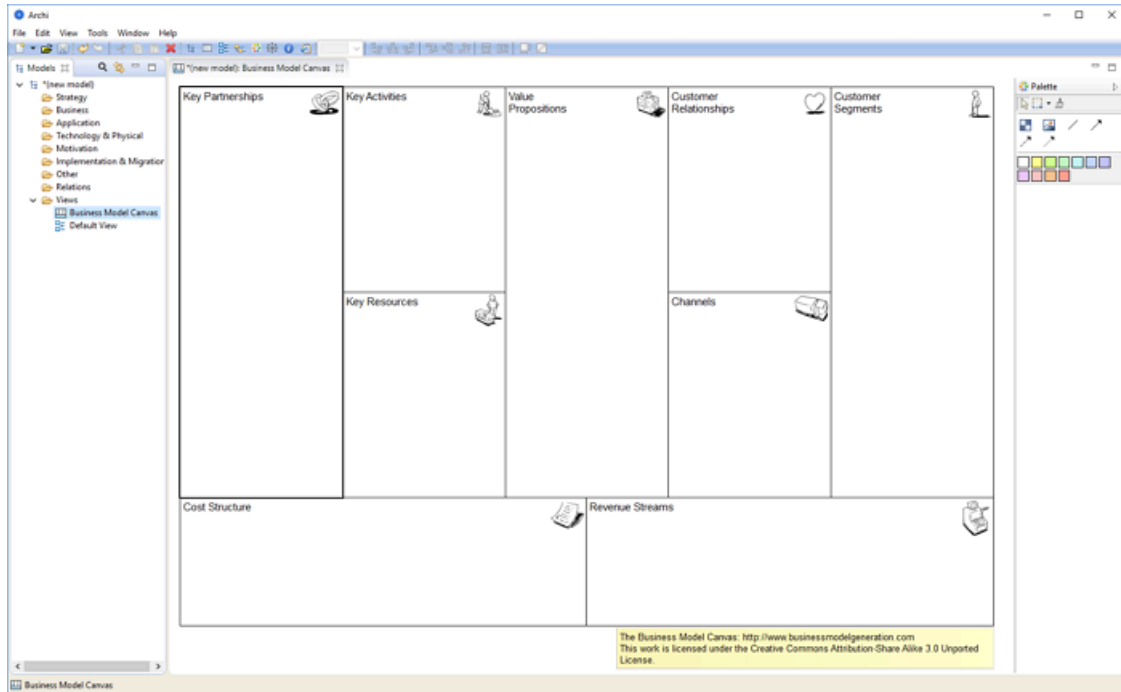 Archi
File Edit View Tools Window Help
Models
*(new model): Business Model Canvas
*(new model)
Strategy
Business
Application
Technology & Physical
Motivation
Implementation & Migration
Other
Relations
Views
Business Model Canvas
Default View
Key Partnerships
Key Activities
Value
Propositions
Customer
Relationships
Customer
Segments
Key Resources
Channels
Cost Structure
Revenue Streams
The Business Model Canvas: http://www.businessmodelgeneration.com
This work is licensed under the Creative Commons Attribution-Share Alike 3.0 Unported
License.
Palette
Business Model Canvas